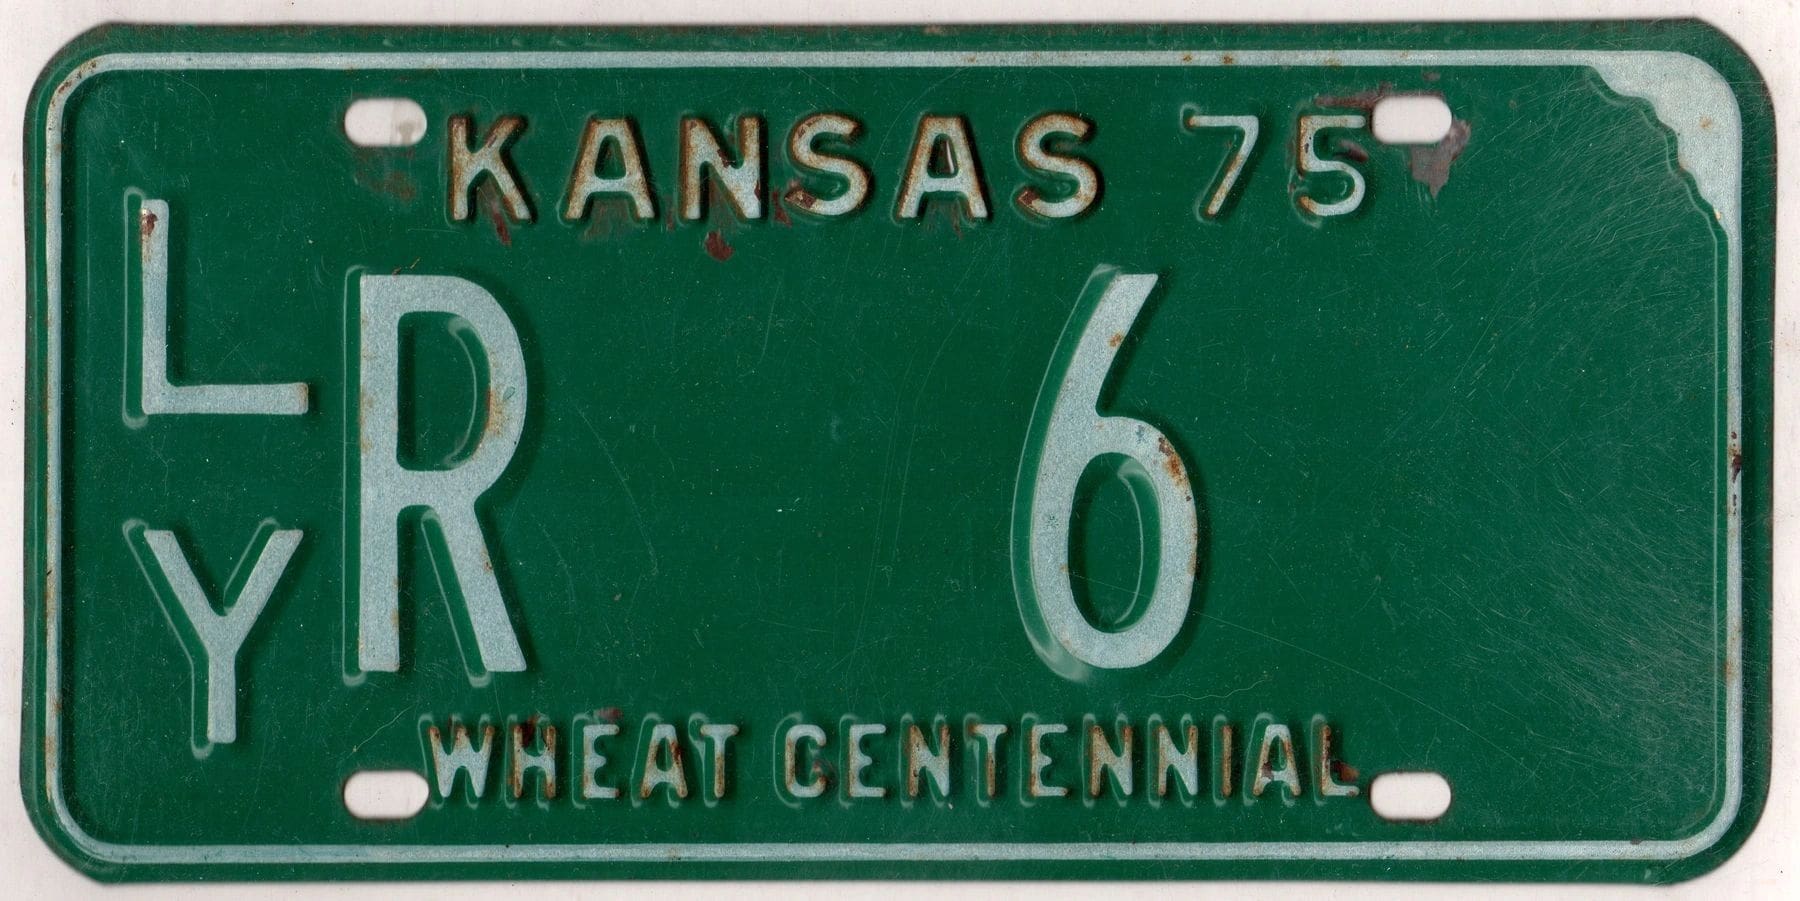 KANSAS 75
LY
R 6
WHEAT CENTENNIAL